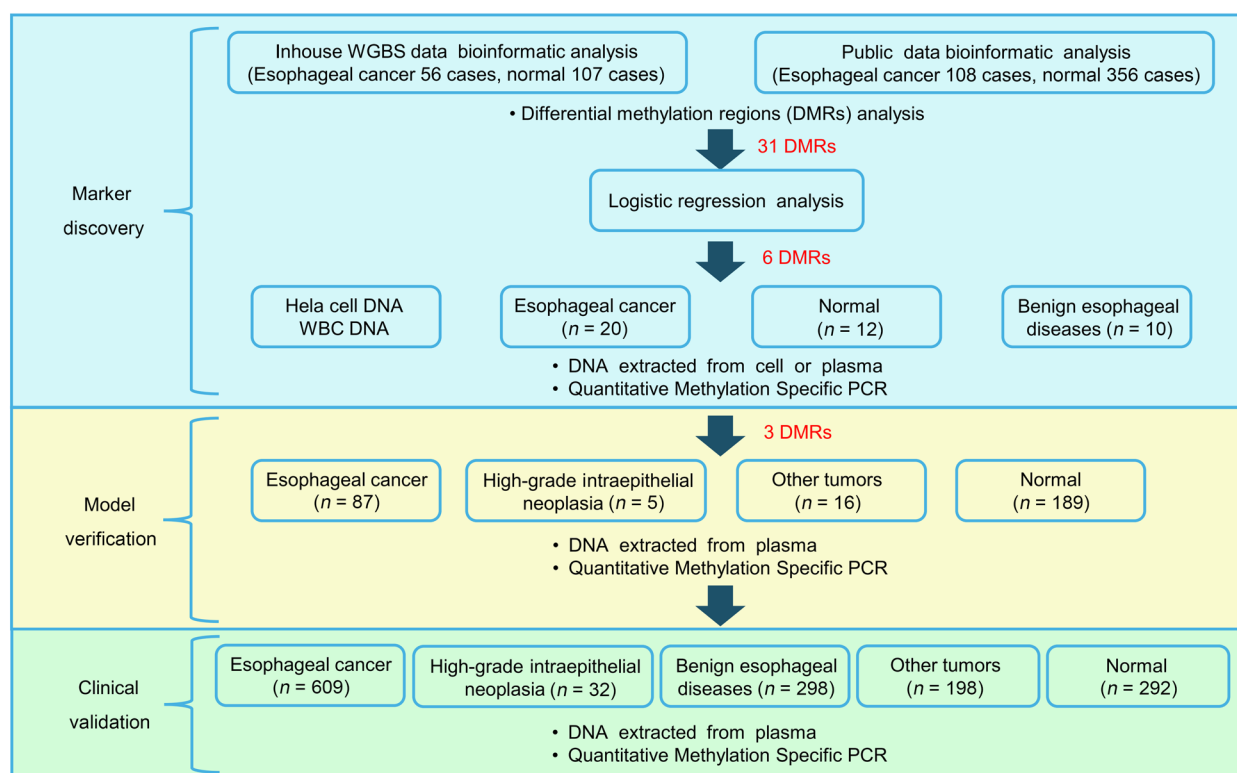 Inhouse WGBS data bioinformatic analysis
(Esophageal cancer 56 cases, normal 107 cases)
Public data bioinformatic analysis
(Esophageal cancer 108 cases, normal 356 cases)
• Differential methylation regions (DMRs) analysis
31 DMRs
Marker
discovery
Logistic regression analysis
6 DMRs
Hela cell DNA
WBC DNA
Esophageal cancer
(n = 20)
Normal
(n = 12)
Benign esophageal
diseases (n = 10)
• DNA extracted from cell or plasma
• Quantitative Methylation Specific PCR
3 DMRs
Model
verification
Esophageal cancer
(n = 87)
High-grade intraepithelial
neoplasia (n = 5)
Other tumors
(n = 16)
Normal
(n = 189)
• DNA extracted from plasma
• Quantitative Methylation Specific PCR
Clinical
validation
Esophageal cancer
(n = 609)
High-grade intraepithelial
neoplasia (n = 32)
Benign esophageal
diseases (n = 298)
Other tumors
(n = 198)
Normal
(n = 292)
• DNA extracted from plasma
• Quantitative Methylation Specific PCR